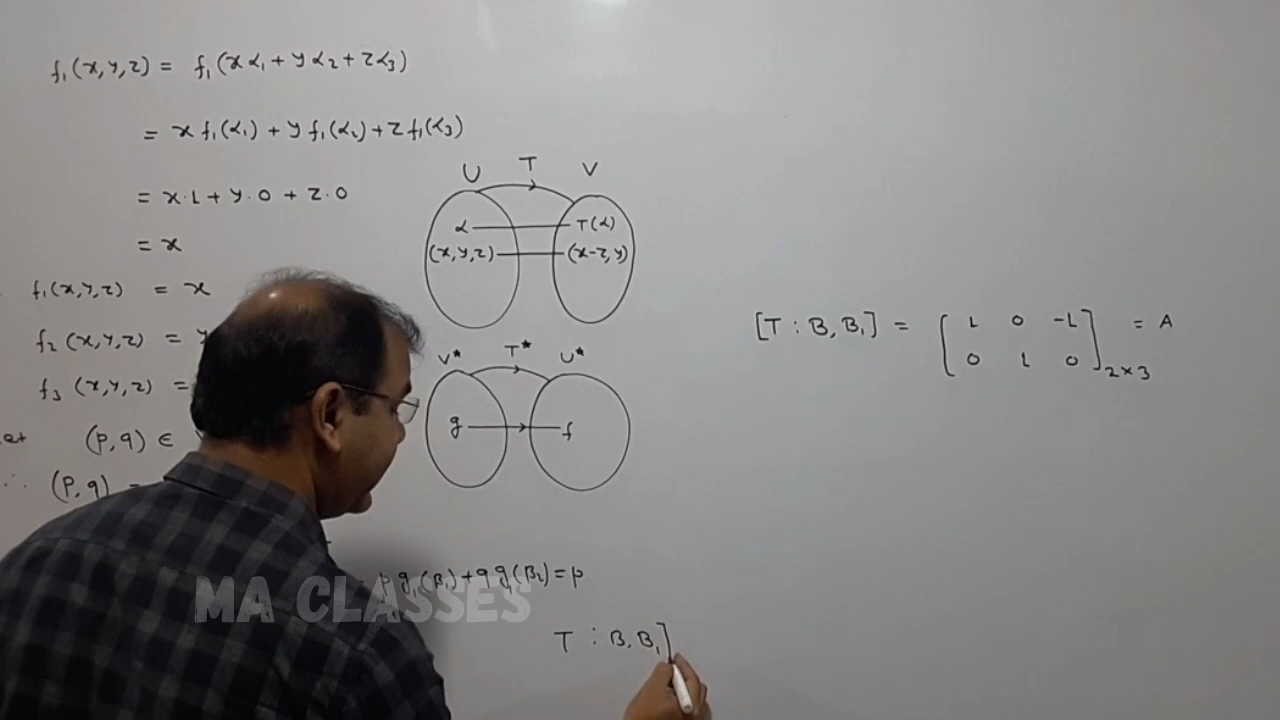 f₁(x,y,z) = f₁(xα₁ + yα₂ + zα₃)
= x f₁(α₁) + y f₁(α₂) + z f₁(α₃)
= x·1 + y·0 + z·0
= x
f₁(x,y,z) = x
f₂(x,y,z) =
f₃(x,y,z) =
(p,q) ∈
∴ (p,q) =
p g₁(β₁) + q g₁(β₂) = p
U T V
α T(α)
(x,y,z) (x-z,y)
V* T* U*
g f
T : B, B₁]
[T : B, B₁] = [1 0 -1
0 1 0]₂ₓ₃ = A
MA CLASSES